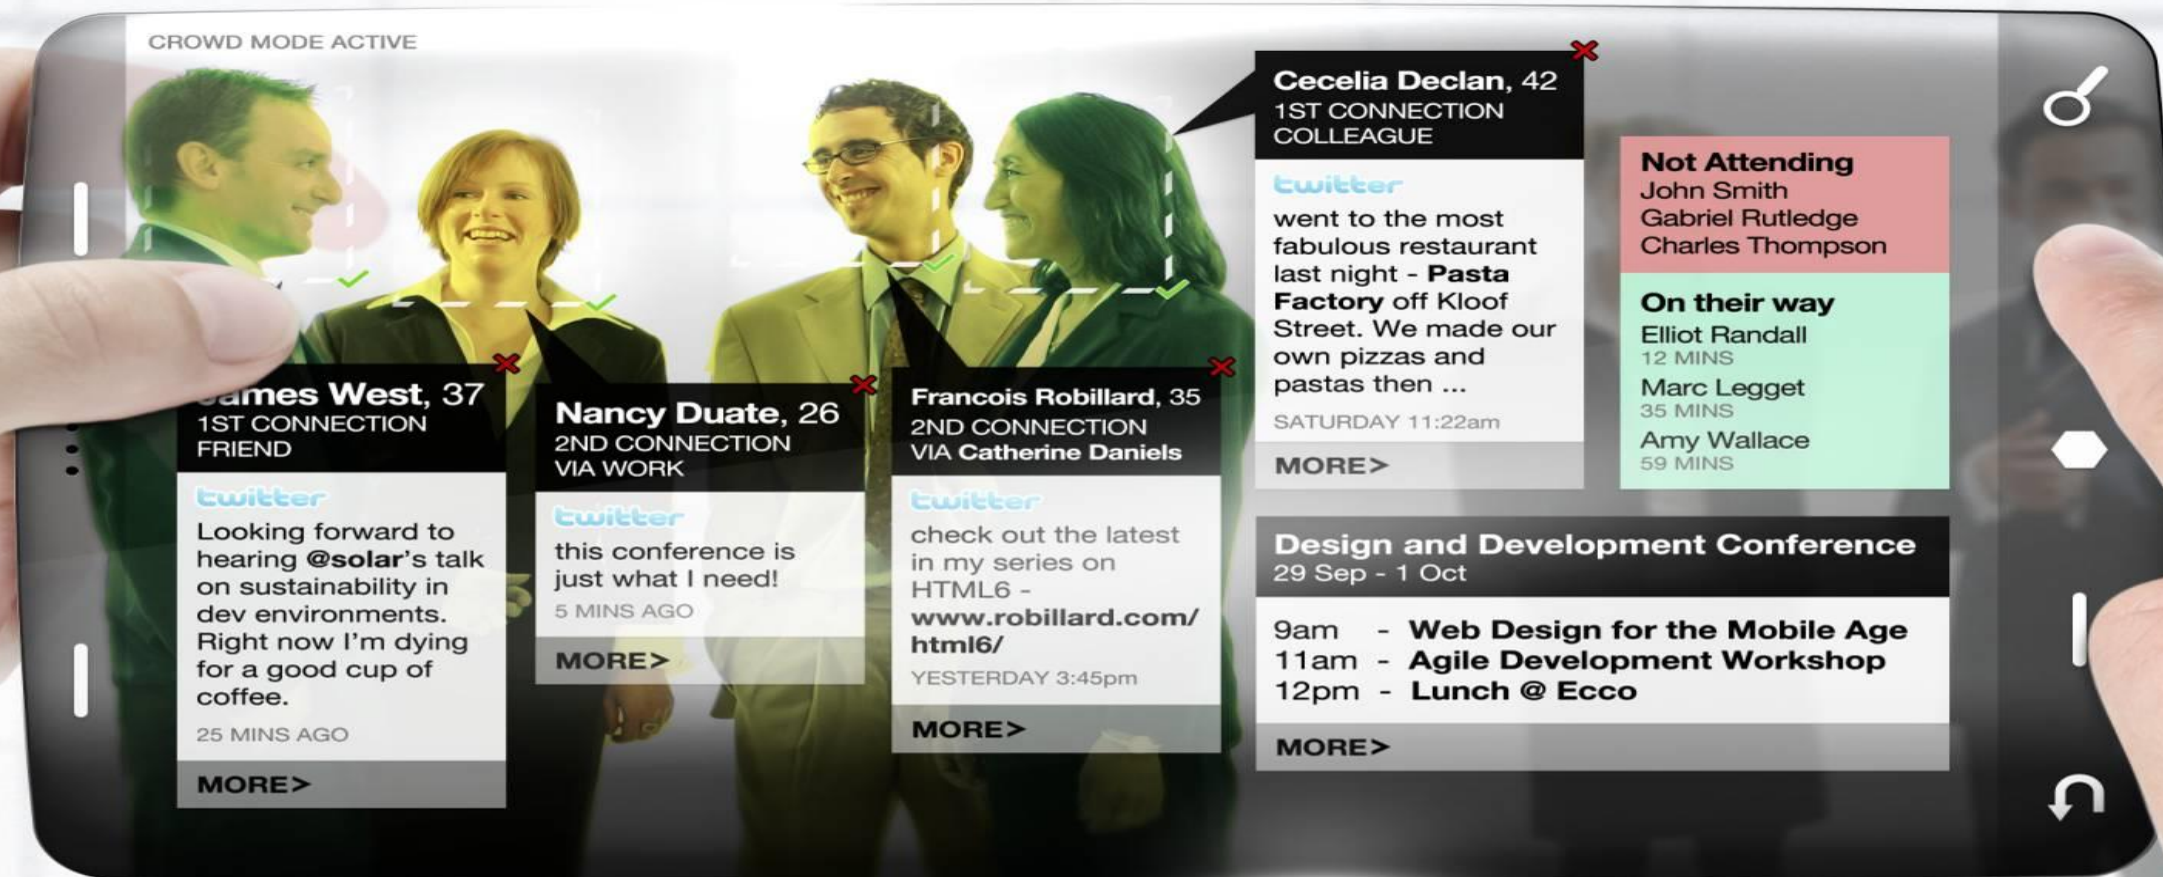 CROWD MODE ACTIVE
James West, 37
1ST CONNECTION
FRIEND
twitter
Looking forward to
hearing @solar's talk
on sustainability in
dev environments.
Right now I'm dying
for a good cup of
coffee.
25 MINS AGO
MORE>
Nancy Duate, 26
2ND CONNECTION
VIA WORK
twitter
this conference is
just what I need!
5 MINS AGO
MORE>
Francois Robillard, 35
2ND CONNECTION
VIA Catherine Daniels
twitter
check out the latest
in my series on
HTML6 -
www.robillard.com/
html6/
YESTERDAY 3:45pm
MORE>
Cecelia Declan, 42
1ST CONNECTION
COLLEAGUE
twitter
went to the most
fabulous restaurant
last night - Pasta
Factory off Kloof
Street. We made our
own pizzas and
pastas then ...
SATURDAY 11:22am
MORE>
Not Attending
John Smith
Gabriel Rutledge
Charles Thompson
On their way
Elliot Randall
12 MINS
Marc Legget
35 MINS
Amy Wallace
59 MINS
Design and Development Conference
29 Sep - 1 Oct
9am - Web Design for the Mobile Age
11am - Agile Development Workshop
12pm - Lunch @ Ecco
MORE>